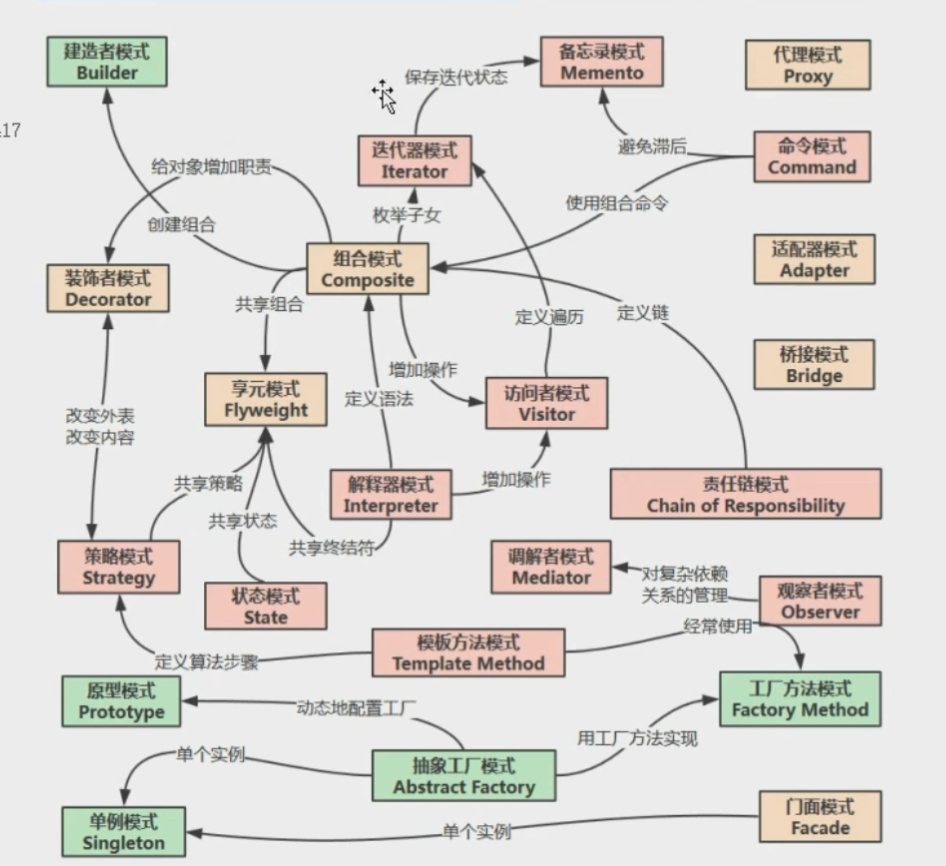 建造者模式
Builder
备忘录模式
Memento
代理模式
Proxy
保存迭代状态
.17
迭代器模式
Iterator
避免滞后
命令模式
Command
给对象增加职责
枚举子女
使用组合命令
创建组合
组合模式
Composite
适配器模式
Adapter
装饰者模式
Decorator
共享组合
定义遍历
定义链
桥接模式
Bridge
增加操作
享元模式
Flyweight
定义语法
访问者模式
Visitor
改变外表
改变内容
共享策略
解释器模式
Interpreter
增加操作
责任链模式
Chain of Responsibility
共享状态
共享终结符
策略模式
Strategy
调解者模式
Mediator
对复杂依赖
关系的管理
观察者模式
Observer
状态模式
State
经常使用
模板方法模式
Template Method
定义算法步骤
原型模式
Prototype
动态地配置工厂
工厂方法模式
Factory Method
用工厂方法实现
单个实例
抽象工厂模式
Abstract Factory
单例模式
Singleton
单个实例
门面模式
Facade